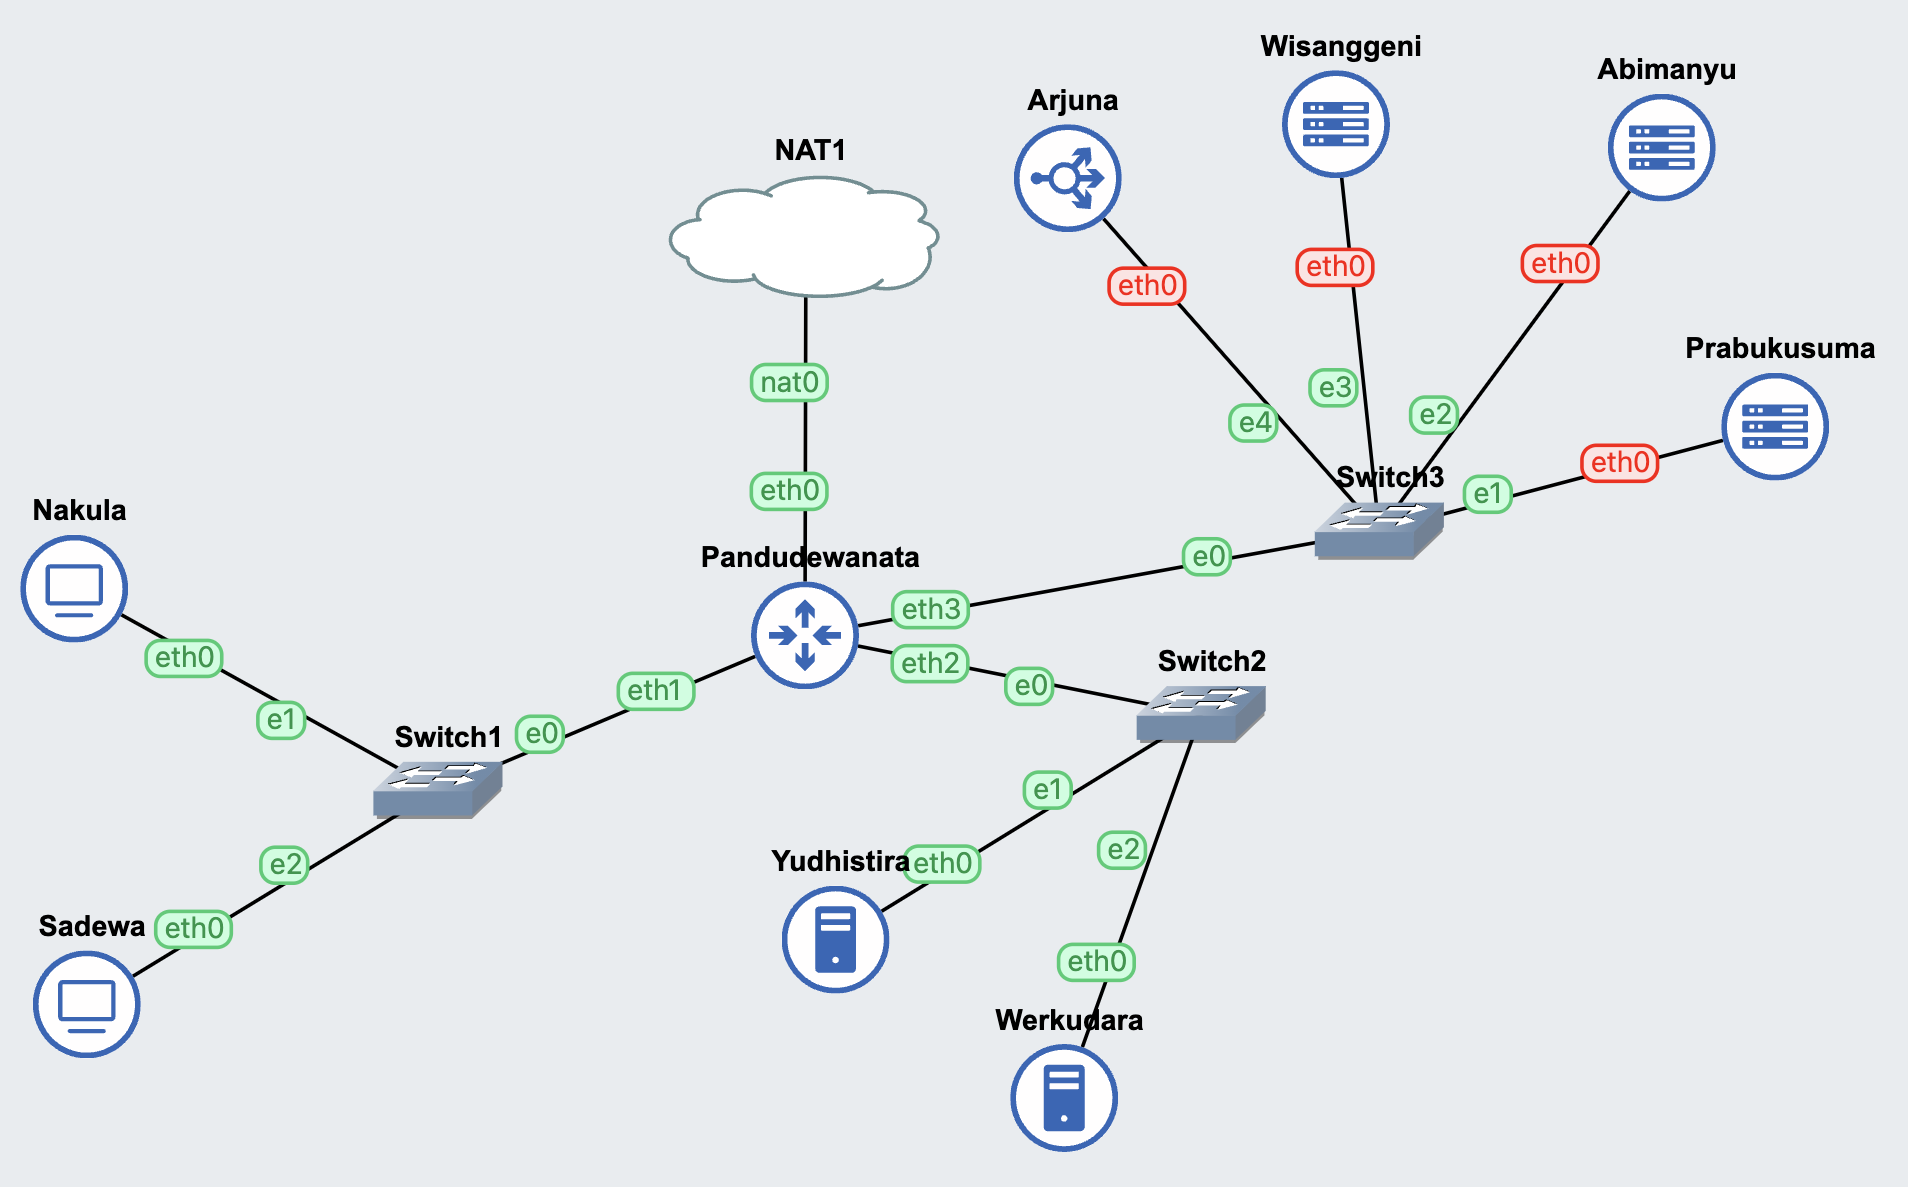 Wisanggeni
Abimanyu
Arjuna
NAT1
eth0
eth0
eth0
Prabukusuma
nat0
e3
e2
e4
eth0
Switch3
e1
eth0
Nakula
Pandudewanata
e0
eth3
eth0
eth2
Switch2
e0
eth1
e1
Switch1
e0
e1
e2
Yudhistira
eth0
e2
Sadewa
eth0
eth0
Werkudara